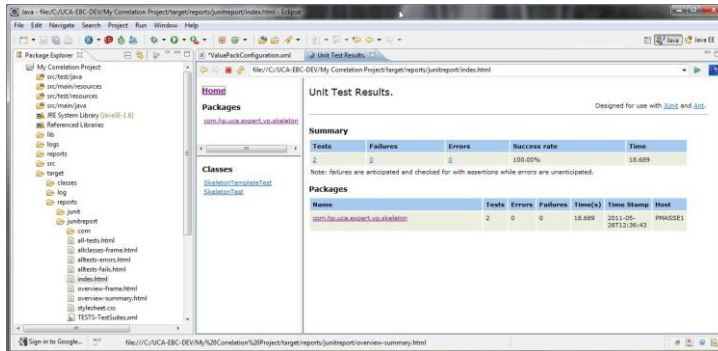 Java - file:/C:/UCA-EBC-DEV/My Correlation Project/target/reports/junitreport/index.html - Eclipse
File Edit Navigate Search Project Run Window Help
Java
Java EE
Package Explorer
My Correlation Project
src/test/java
src/main/resources
src/test/resources
src/main/java
JRE System Library [JavaSE-1.6]
Referenced Libraries
lib
logs
reports
src
target
classes
log
reports
junit
junitreport
com
all-tests.html
allclasses-frame.html
alltests-errors.html
alltests-fails.html
index.html
overview-frame.html
overview-summary.html
stylesheet.css
TESTS-TestSuites.xml
*ValuePackConfiguration.xml
Unit Test Results.
file:///C:/UCA-EBC-DEV/My Correlation Project/target/reports/junitreport/index.html
Home
Packages
com.hp.uca.expert.vp.skeleton
Classes
SkeletonTemplateTest
SkeletonTest
Unit Test Results.
Designed for use with JUnit and Ant.
Summary
Tests Failures Errors Success rate Time
2 0 0 100.00% 18.689
Note: failures are anticipated and checked for with assertions while errors are unanticipated.
Packages
Name Tests Errors Failures Time(s) Time Stamp Host
com.hp.uca.expert.vp.skeleton 2 0 0 18.689 2011-05-26T12:36:43 PMASSE1
Sign in to Google...
file:///C:/UCA-EBC-DEV/My%20Correlation%20Project/target/reports/junitreport/overview-summary.html